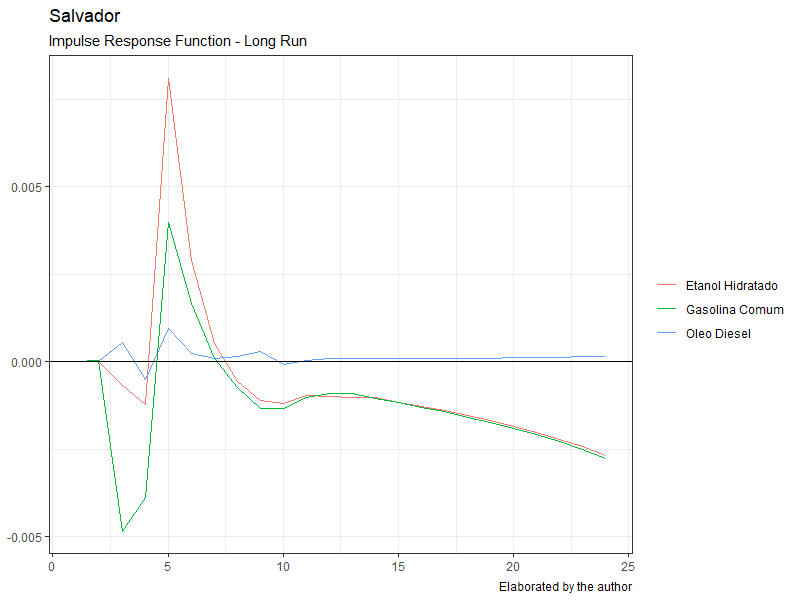 Salvador
Impulse Response Function - Long Run
0.005
0.000
-0.005
0
5
10
15
20
25
Etanol Hidratado
Gasolina Comum
Oleo Diesel
Elaborated by the author